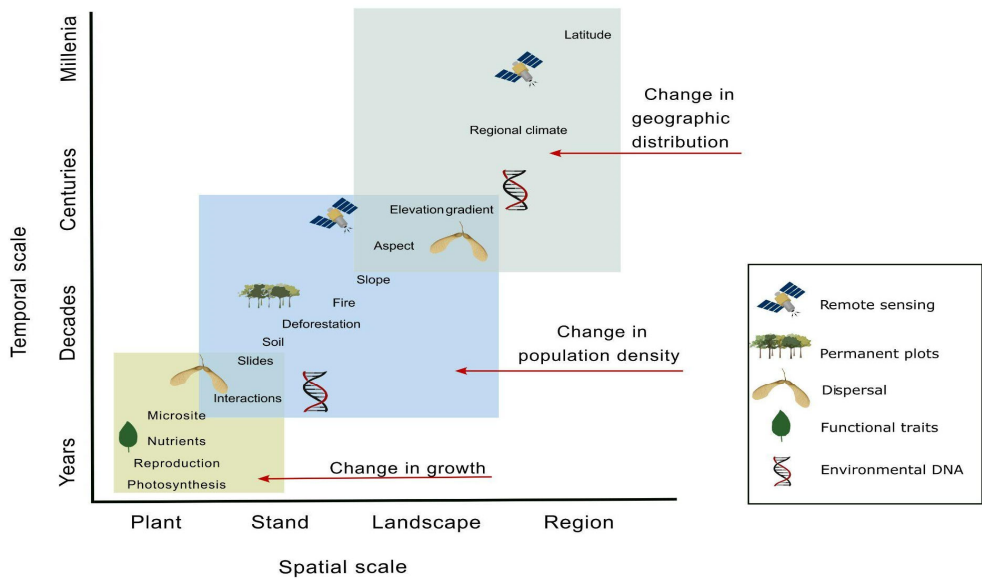 Millenia
Centuries
Decades
Years
Temporal scale
Latitude
Regional climate
Elevation gradient
Aspect
Slope
Fire
Deforestation
Soil
Slides
Interactions
Microsite
Nutrients
Reproduction
Photosynthesis
Change in
geographic
distribution
Change in
population density
Change in growth
Plant
Stand
Landscape
Region
Spatial scale
Remote sensing
Permanent plots
Dispersal
Functional traits
Environmental DNA